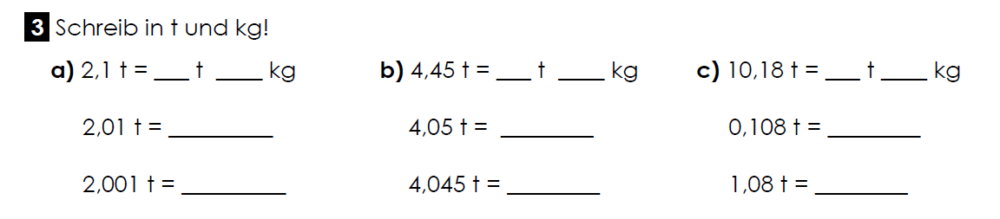 3 Schreib in t und kg!
a) 2,1 t = ___ t ____ kg b) 4,45 t = ___ t ____ kg c) 10,18 t = ___ t ____ kg
2,01 t = _________ 4,05 t = ________ 0,108 t = ________
2,001 t = _________ 4,045 t = ________ 1,08 t = ________